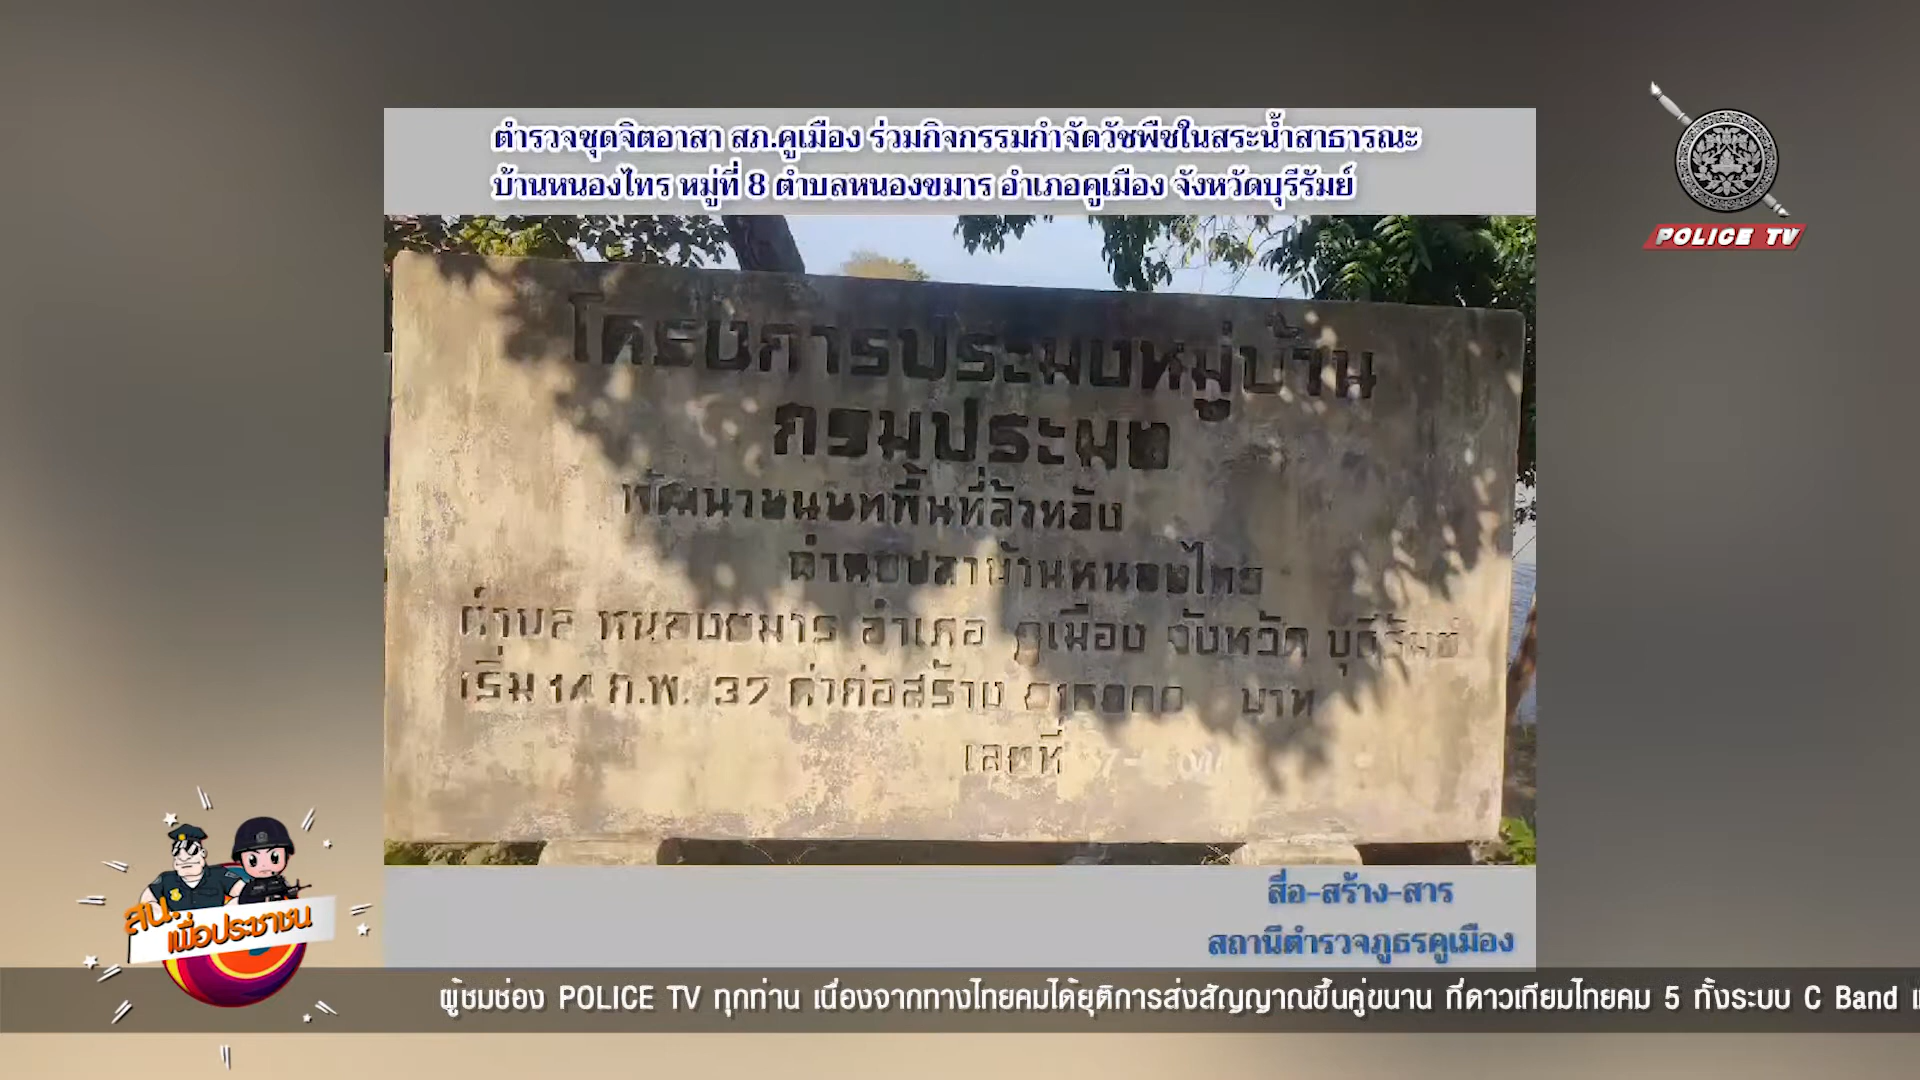 ตำรวจชุดจิตอาสา สภ.คูเมือง ร่วมกิจกรรมกำจัดวัชพืชในสระน้ำสาธารณะ
บ้านหนองไทร หมู่ที่ 8 ตำบลหนองขมาร อำเภอคูเมือง จังหวัดบุรีรัมย์
POLICE TV
โครงการประมงหมู่บ้าน
กรมประมง
พัฒนาชนบทพื้นที่ล้าหลัง
บ้านหนองไทร
ตำบล หนองขมาร อำเภอ คูเมือง จังหวัด บุรีรัมย์
เริ่ม 14 ก.พ. 37 ค่าก่อสร้าง บาท
เลขที่
สื่อ-สร้าง-สาร
สถานีตำรวจภูธรคูเมือง
สน.
เพื่อประชาชน
ผู้ชมช่อง POLICE TV ทุกท่าน เนื่องจากทางไทยคมได้ยุติการส่งสัญญาณขึ้นคู่ขนาน ที่ดาวเทียมไทยคม 5 ทั้งระบบ C Band